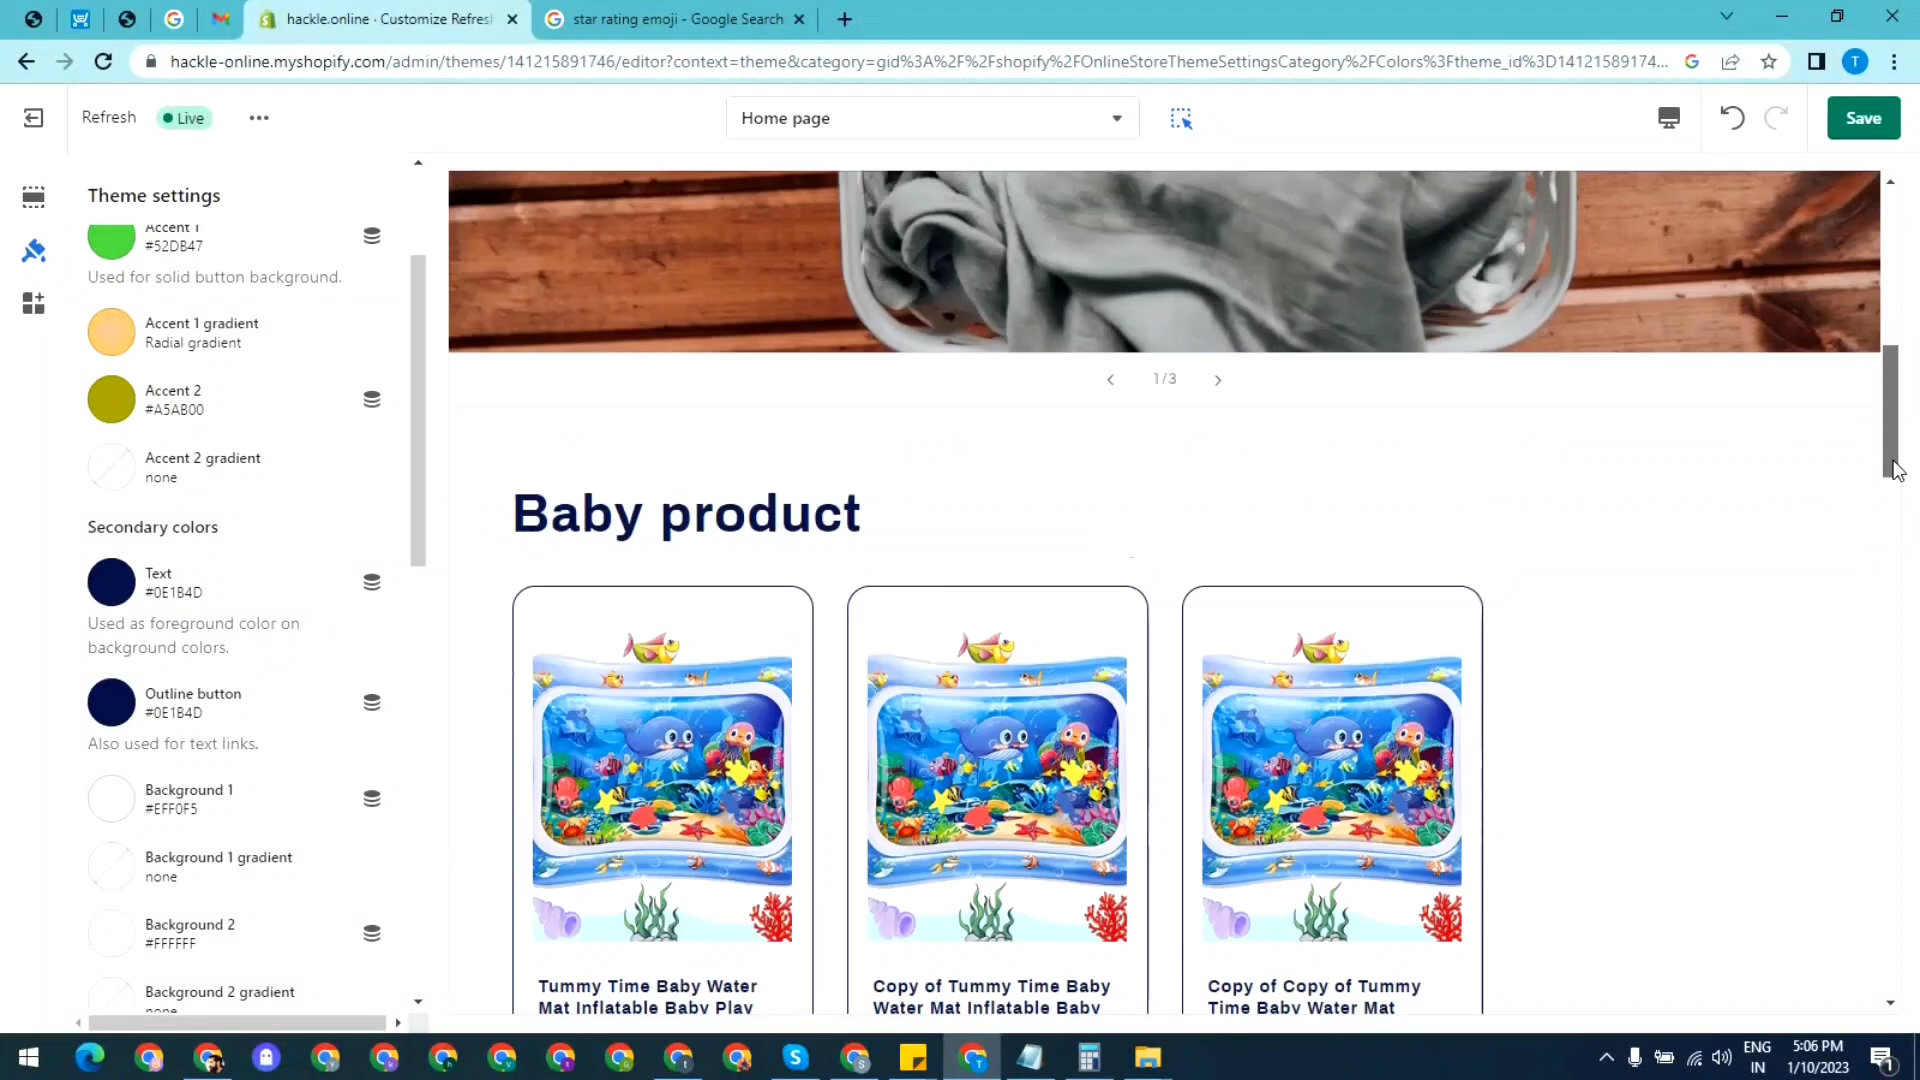 hackle.online · Customize Refresh
star rating emoji - Google Search
hackle-online.myshopify.com/admin/themes/141215891746/editor?context=theme&category=gid%3A%2F%2Fshopify%2FOnlineStoreThemeSettingsCategory%2FColors%3Ftheme_id%3D14121589174...
T
Refresh
Live
Home page
Save
Theme settings
Accent 1
#52DB47
Used for solid button background.
Accent 1 gradient
Radial gradient
Accent 2
#A5AB00
Accent 2 gradient
none
Secondary colors
Text
#0E1B4D
Used as foreground color on
background colors.
Outline button
#0E1B4D
Also used for text links.
Background 1
#EFF0F5
Background 1 gradient
none
Background 2
#FFFFFF
Background 2 gradient
none
1/3
Baby product
Tummy Time Baby Water
Mat Inflatable Baby Play
Copy of Tummy Time Baby
Water Mat Inflatable Baby
Copy of Copy of Tummy
Time Baby Water Mat
ENG
IN
5:06 PM
1/10/2023
1